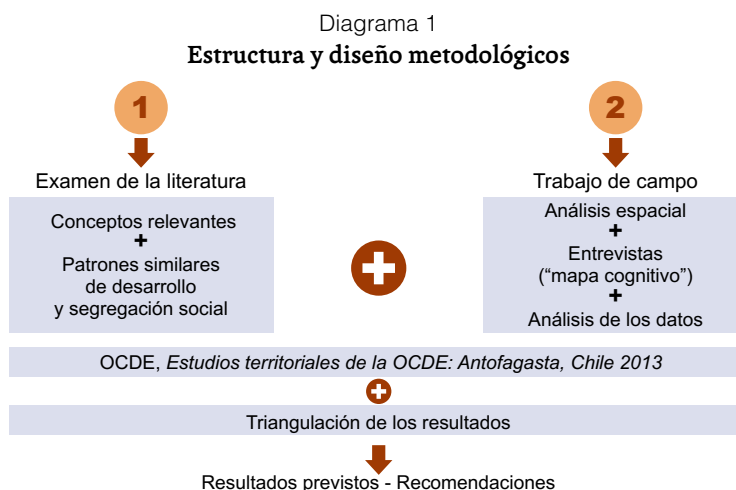 Diagrama 1
Estructura y diseño metodológicos
1
Examen de la literatura
Conceptos relevantes
+
Patrones similares
de desarrollo
y segregación social
+
2
Trabajo de campo
Análisis espacial
+
Entrevistas
(“mapa cognitivo”)
+
Análisis de los datos
OCDE, Estudios territoriales de la OCDE: Antofagasta, Chile 2013
+
Triangulación de los resultados
Resultados previstos - Recomendaciones